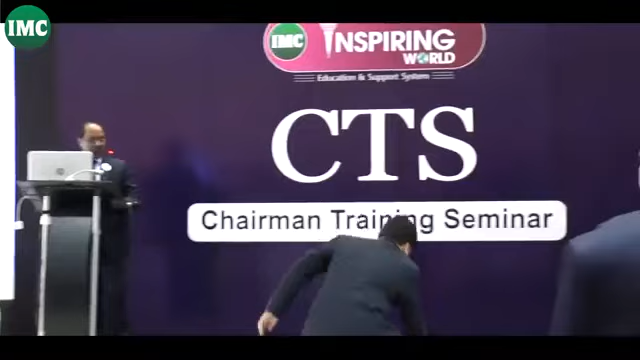 IMC
IMC
INSPIRING
WORLD
Education & Support System
CTS
Chairman Training Seminar